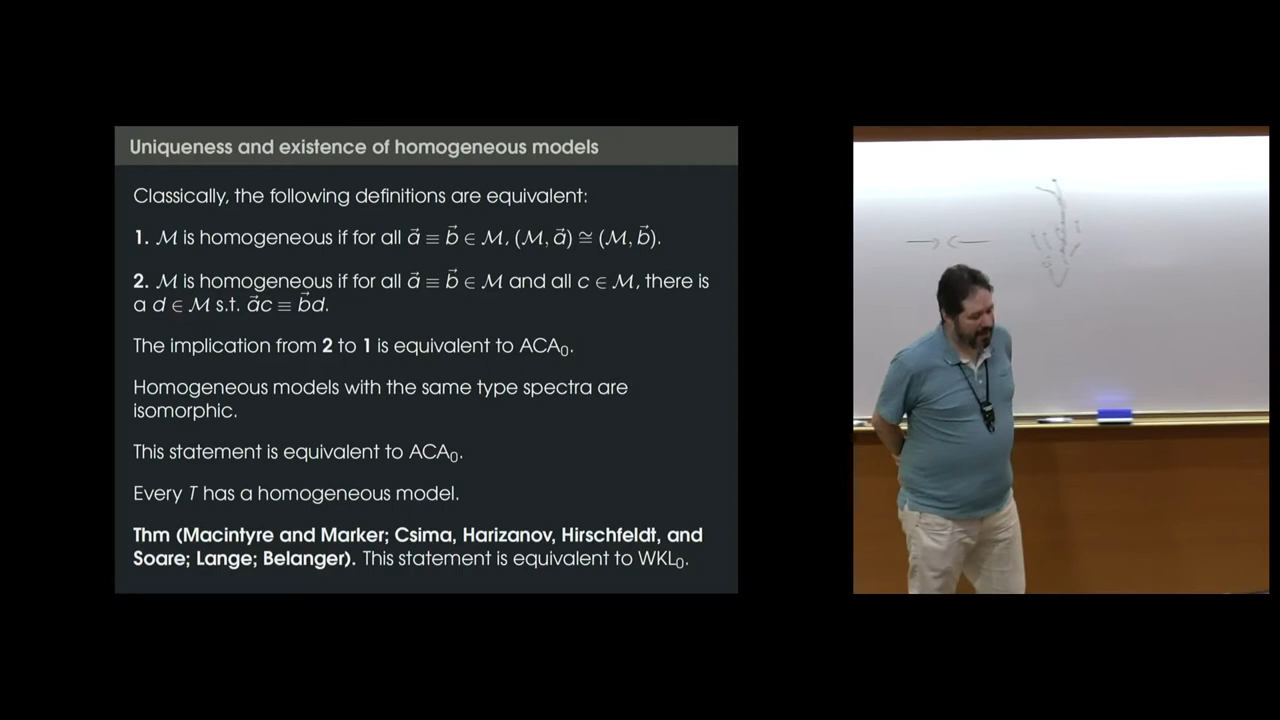 Uniqueness and existence of homogeneous models
Classically, the following definitions are equivalent:
1. ℳ is homogeneous if for all a⃗ ≡ b⃗ ∈ ℳ, (ℳ, a⃗) ≅ (ℳ, b⃗).
2. ℳ is homogeneous if for all a⃗ ≡ b⃗ ∈ ℳ and all c ∈ ℳ, there is
a d ∈ ℳ s.t. a⃗c ≡ b⃗d.
The implication from 2 to 1 is equivalent to ACA₀.
Homogeneous models with the same type spectra are
isomorphic.
This statement is equivalent to ACA₀.
Every T has a homogeneous model.
Thm (Macintyre and Marker; Csima, Harizanov, Hirschfeldt, and
Soare; Lange; Belanger). This statement is equivalent to WKL₀.